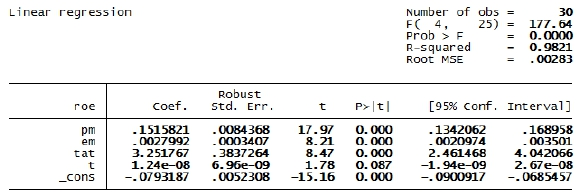 Linear regression Number of obs = 30
F( 4, 25) = 177.64
Prob > F = 0.0000
R-squared = 0.9821
Root MSE = .00283
Robust
roe Coef. Std. Err. t P>|t| [95% Conf. Interval]
pm .1515821 .0084368 17.97 0.000 .1342062 .168958
em .0027992 .0003407 8.21 0.000 .0020974 .003501
tat 3.251767 .3837264 8.47 0.000 2.461468 4.042066
t 1.24e-08 6.96e-09 1.78 0.087 -1.94e-09 2.67e-08
_cons -.0793187 .0052308 -15.16 0.000 -.0900917 -.0685457